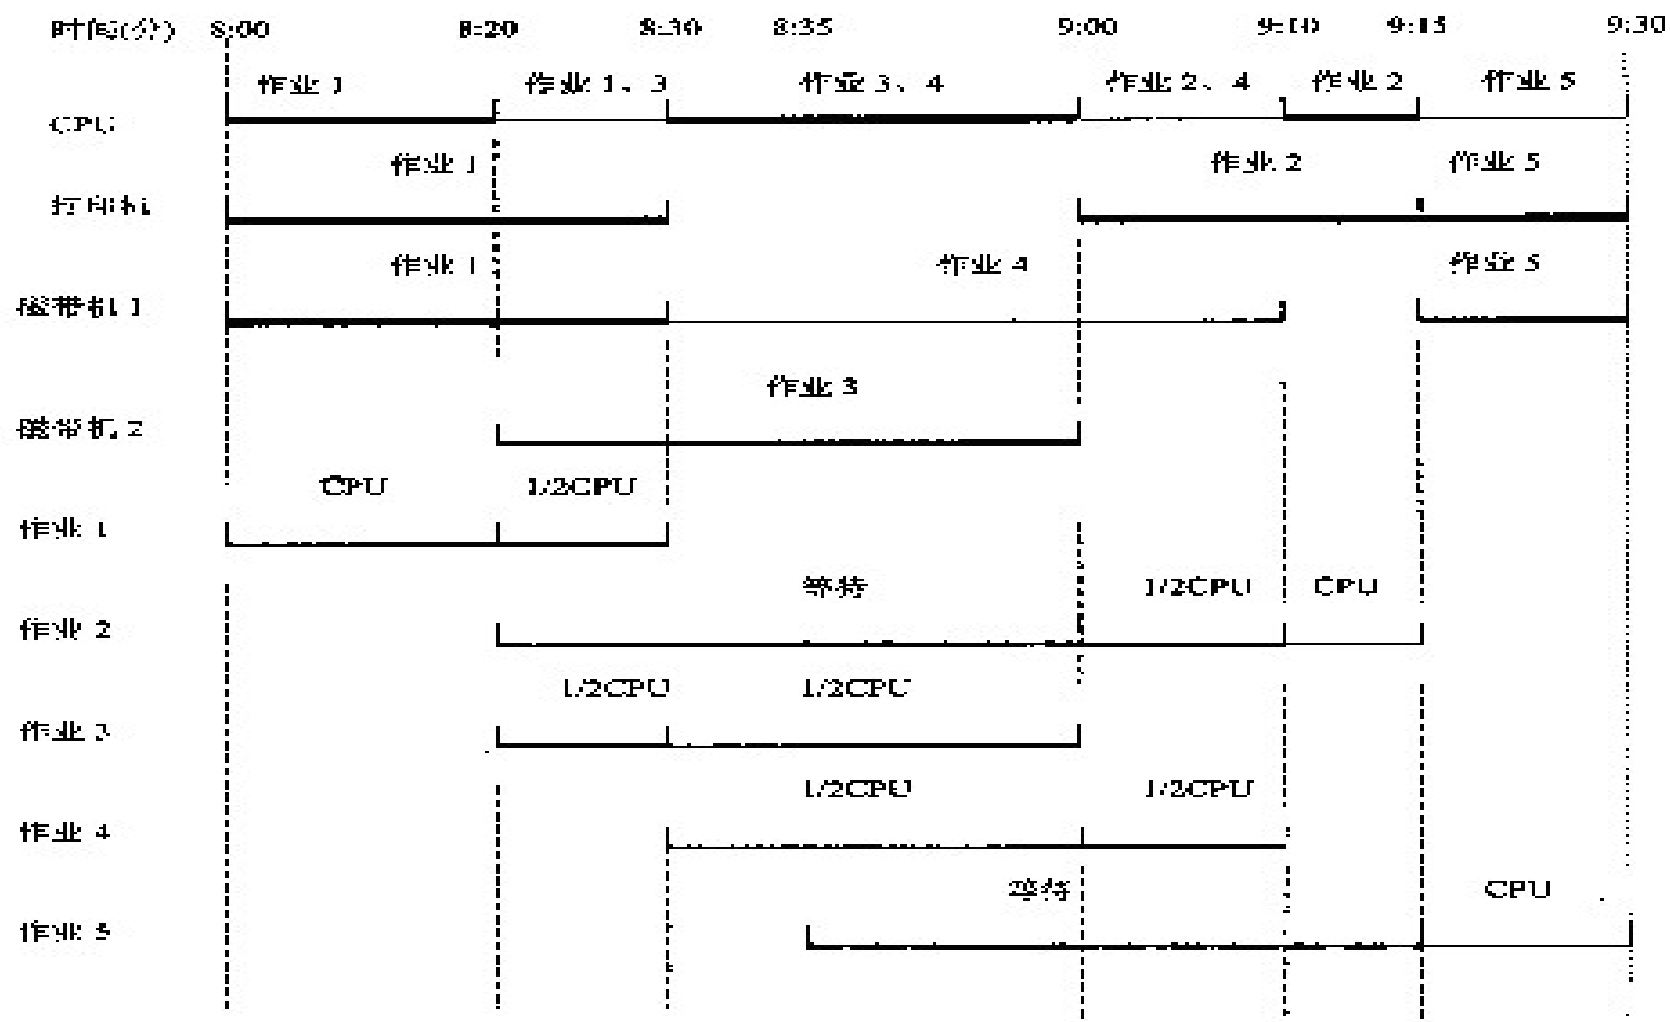 时间(分) 8:00 8:20 8:30 8:35 9:00 9:10 9:15 9:30
作业 1 作业 1、3 作业 3、4 作业 2、4 作业 2 作业 5
CPU
作业 1 作业 2 作业 5
打印机
作业 1 作业 4 作业 5
磁带机 1
作业 3
磁带机 2
CPU 1/2CPU
作业 1
等待 1/2CPU CPU
作业 2
1/2CPU 1/2CPU
作业 3
1/2CPU 1/2CPU
作业 4
等待 CPU
作业 5